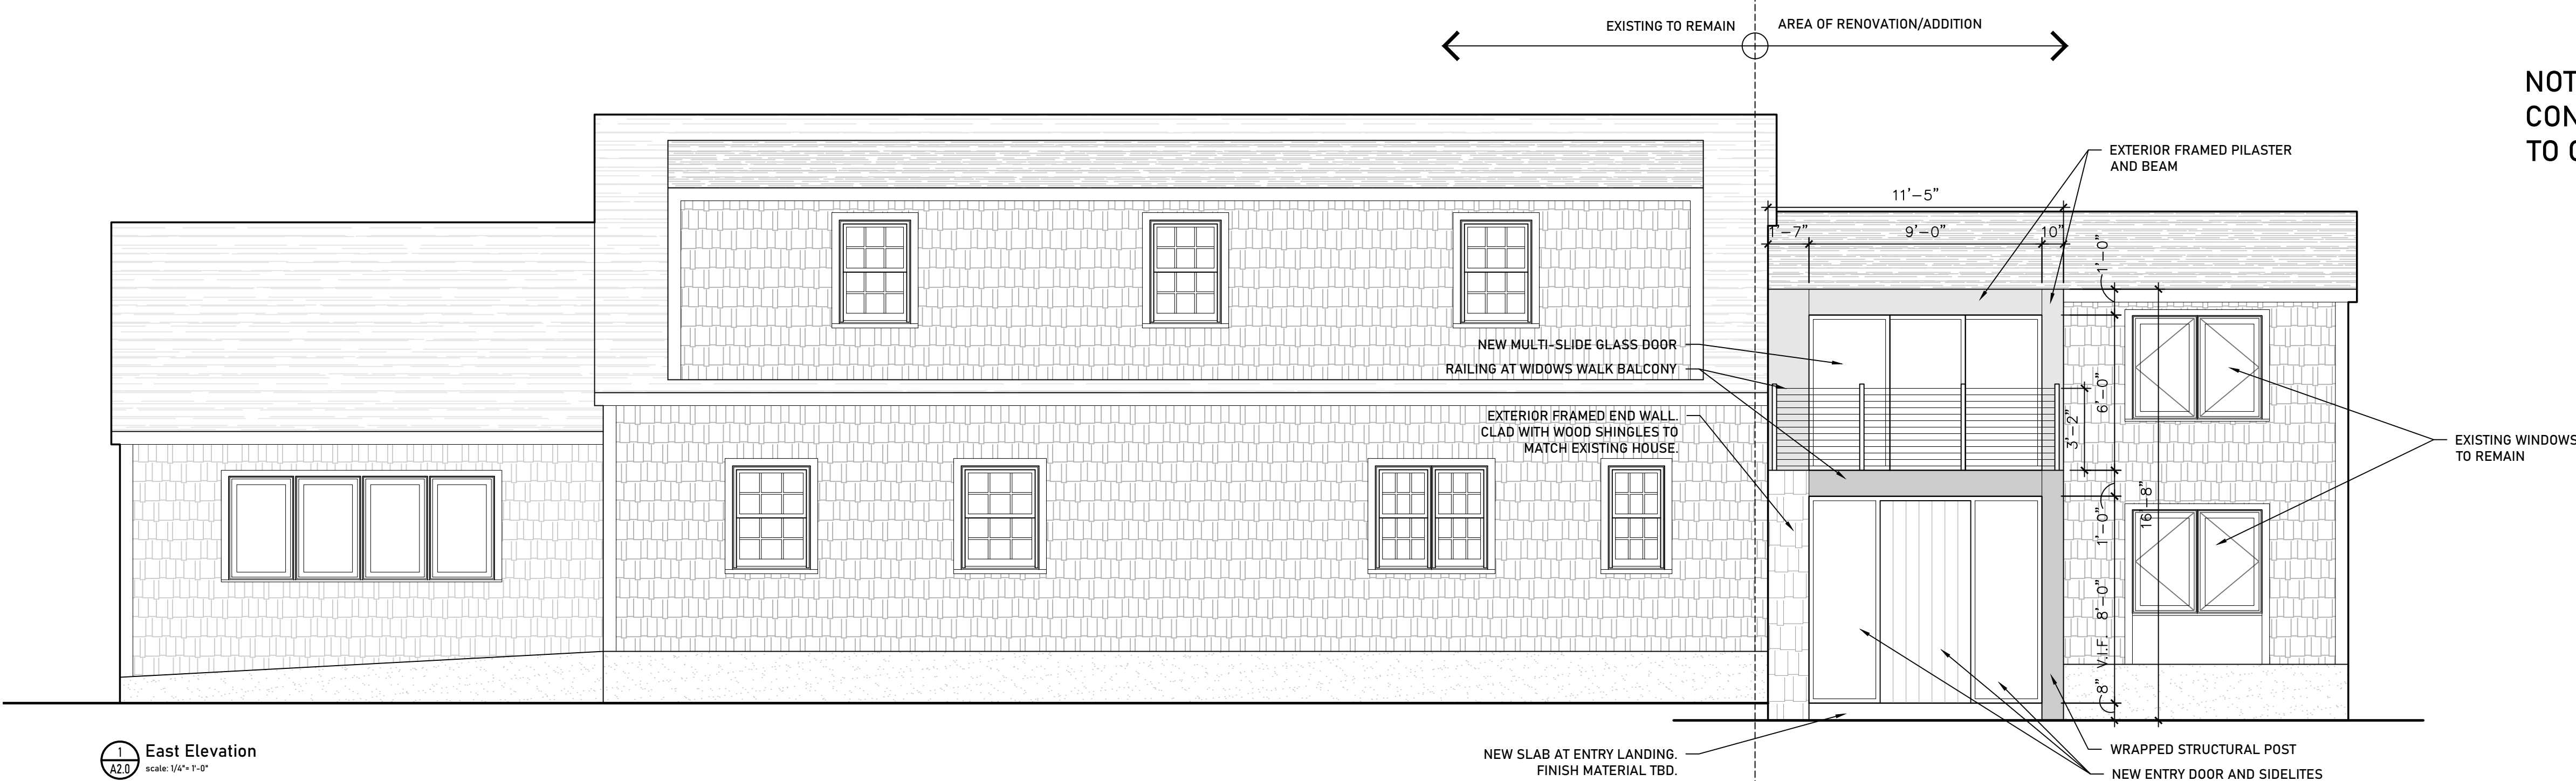 EXISTING TO REMAIN
AREA OF RENOVATION/ADDITION
NOT
CON
TO
EXTERIOR FRAMED PILASTER
AND BEAM
11'-5"
1'-7"
9'-0"
10"
1'-0"
NEW MULTI-SLIDE GLASS DOOR
RAILING AT WIDOWS WALK BALCONY
6'-0"
3'-2"
EXTERIOR FRAMED END WALL.
CLAD WITH WOOD SHINGLES TO
MATCH EXISTING HOUSE.
EXISTING WINDOWS
TO REMAIN
1'-0"
16'-8"
V.I.F. 8'-0"
8"
1
A2.0
East Elevation
scale: 1/4"= 1'-0"
NEW SLAB AT ENTRY LANDING.
FINISH MATERIAL TBD.
WRAPPED STRUCTURAL POST
NEW ENTRY DOOR AND SIDELITES